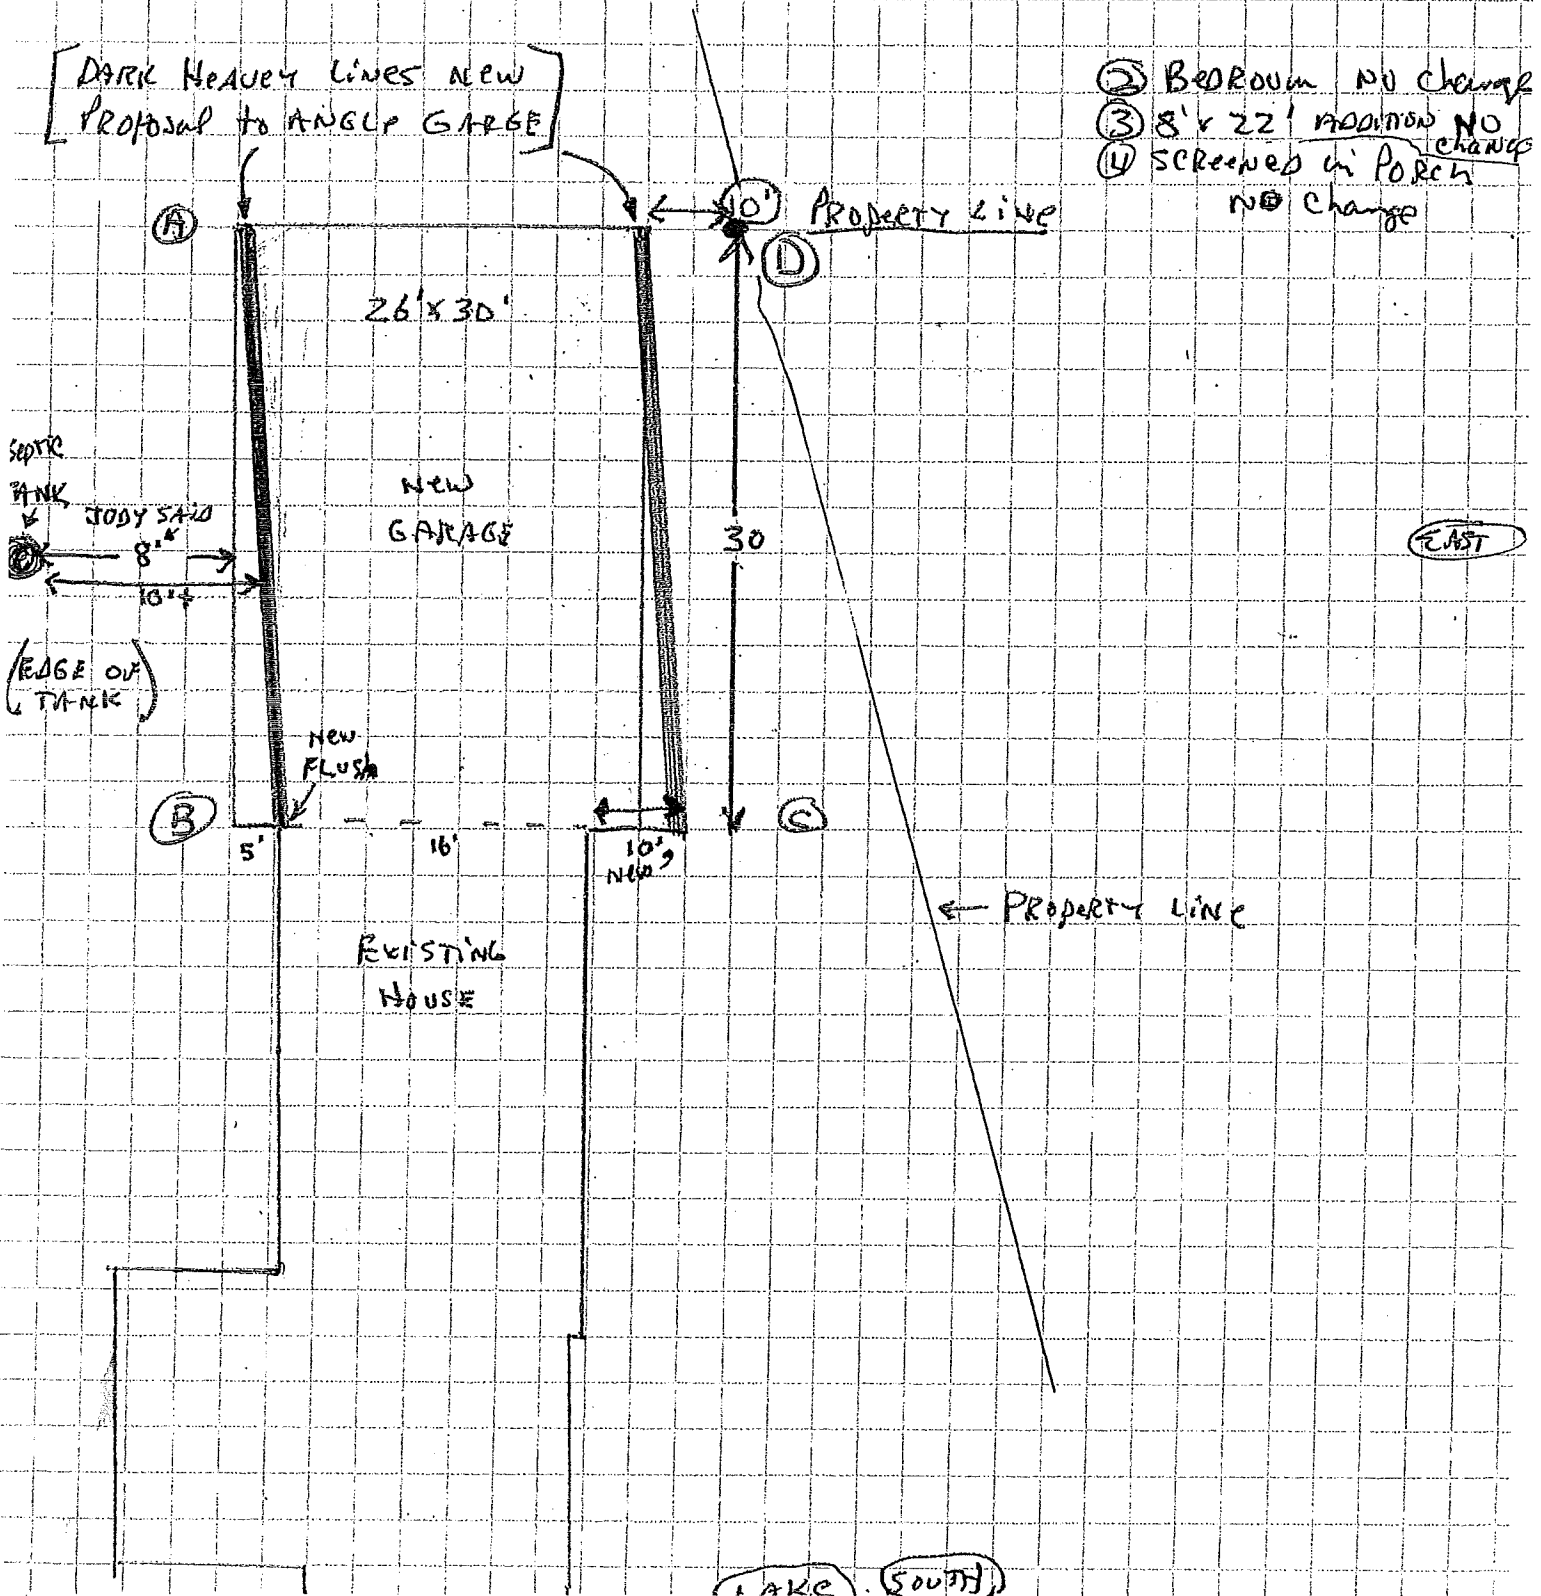 DARK HEAVEY LINES NEW
PROPOSAL to ANGLE GARGE
② BEDROOM NO Change
③ 8' x 22' ADDITION NO
change
④ SCREENED in PORCH
NO Change
A
10'
PROPERTY LINE
D
26' x 30'
SEPTIC
TANK
JODY SAID
8'
10'±
NEW
GARAGE
30
EAST
(EDGE OF
TANK)
NEW
FLUSH
B
C
5'
16'
10'
NEW
← PROPERTY LINE
EXISTING
HOUSE
LAKE SOUTH